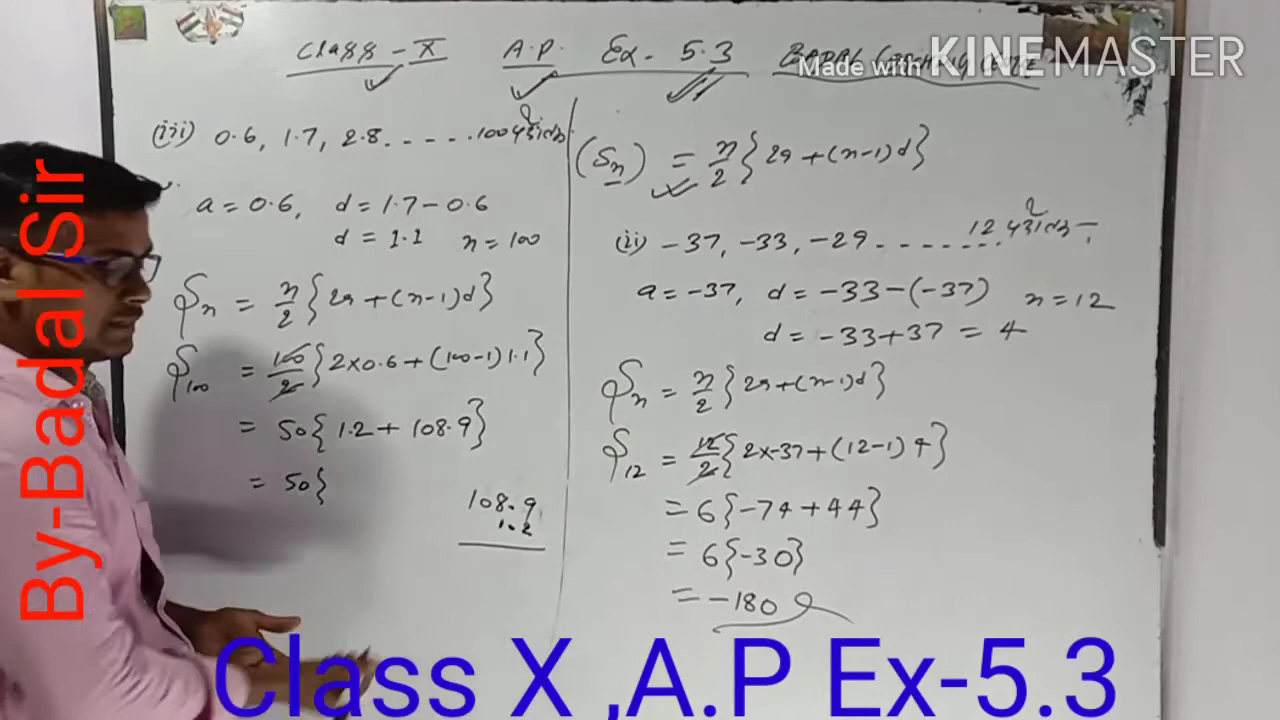 Class - X A.P. Ex - 5.3
Made with KINEMASTER
(iii) 0.6, 1.7, 2.8. - - - - . 100 पदों तक
a = 0.6, d = 1.7 - 0.6
d = 1.1 n = 100
Sn = n/2 {2a + (n-1)d}
S100 = 100/2 {2×0.6 + (100-1)1.1}
= 50{1.2 + 108.9}
= 50{
108.9
1.2
(Sn) = n/2 {2a + (n-1)d}
(ii) -37, -33, -29 - - - - - - . . . 12 पदों तक
a = -37, d = -33-(-37) n = 12
d = -33+37 = 4
Sn = n/2 {2a + (n-1)d}
S12 = 12/2 {2×-37 + (12-1)4}
= 6{-74 + 44}
= 6{-30}
= -180
By-Badal Sir
Class X ,A.P Ex-5.3